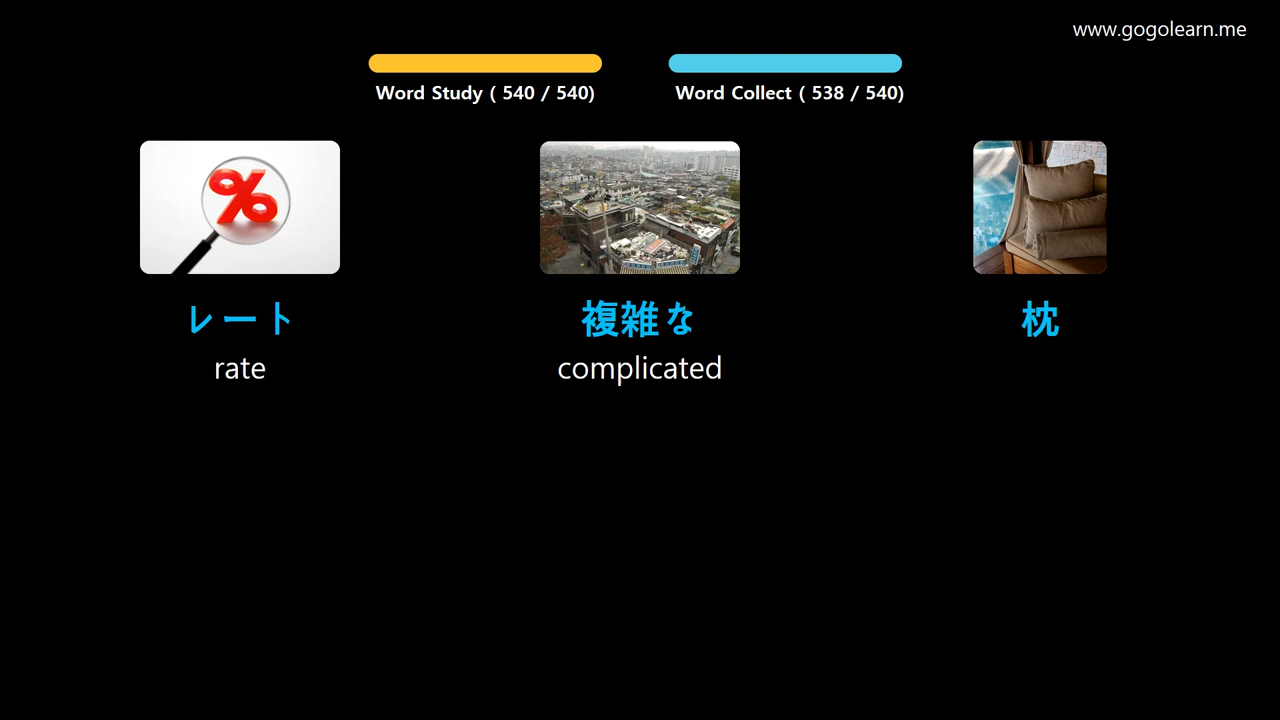 www.gogolearn.me
Word Study ( 540 / 540)
Word Collect ( 538 / 540)
レート
複雑な
枕
rate
complicated